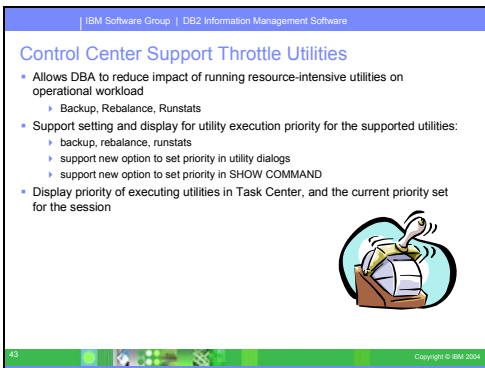 IBM Software Group | DB2 Information Management Software
Control Center Support Throttle Utilities
Allows DBA to reduce impact of running resource-intensive utilities on
operational workload
Backup, Rebalance, Runstats
Support setting and display for utility execution priority for the supported utilities:
backup, rebalance, runstats
support new option to set priority in utility dialogs
support new option to set priority in SHOW COMMAND
Display priority of executing utilities in Task Center, and the current priority set
for the session
43
Copyright © IBM 2004